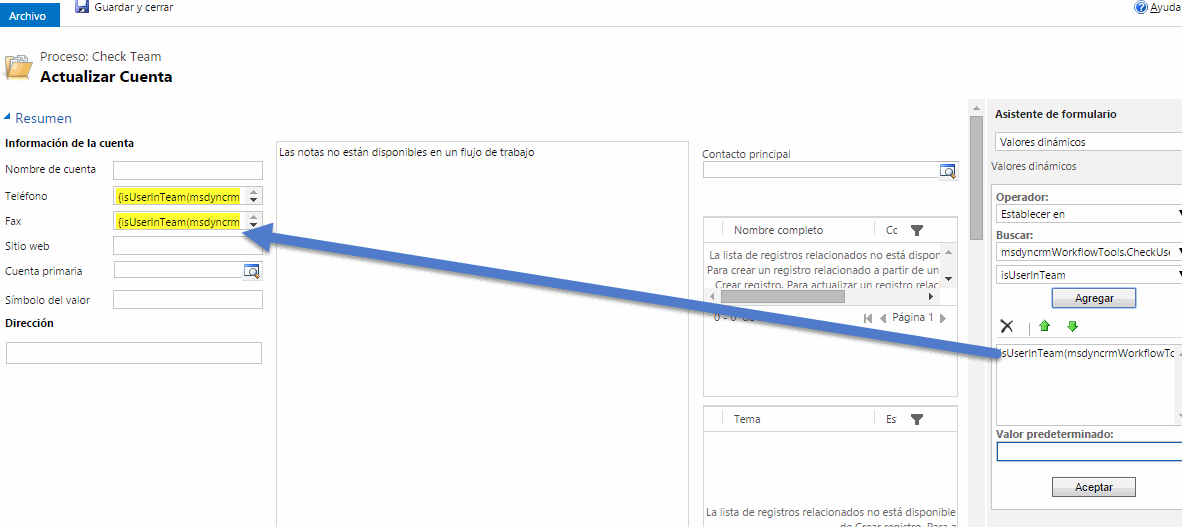 Archivo
Guardar y cerrar
Ayuda
Proceso: Check Team
Actualizar Cuenta
Resumen
Información de la cuenta
Nombre de cuenta
Teléfono
{isUserInTeam(msdyncrm
Fax
{isUserInTeam(msdyncrm
Sitio web
Cuenta primaria
Símbolo del valor
Dirección
Las notas no están disponibles en un flujo de trabajo
Contacto principal
Nombre completo
Cc
La lista de registros relacionados no está dispor
Para crear un registro relacionado a partir de un
Crear registro. Para actualizar un registro relac
0 - 0 de
Página 1
Tema
Es
La lista de registros relacionados no está disponible
de Crear registro. Para a
Asistente de formulario
Valores dinámicos
Valores dinámicos
Operador:
Establecer en
Buscar:
msdyncrmWorkflowTools.CheckUse
isUserInTeam
Agregar
isUserInTeam(msdyncrmWorkflowTo
Valor predeterminado:
Aceptar